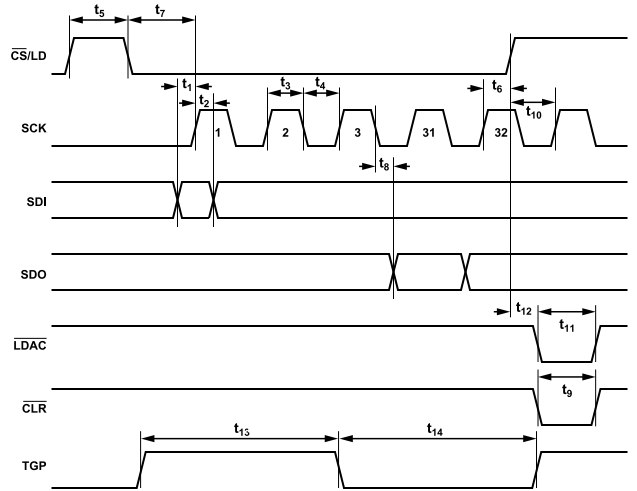 t5 t7
CS/LD
t1 t3 t4 t6
t2 t10
SCK 1 2 3 31 32
t8
SDI
SDO
t12 t11
LDAC
t9
CLR
t13 t14
TGP